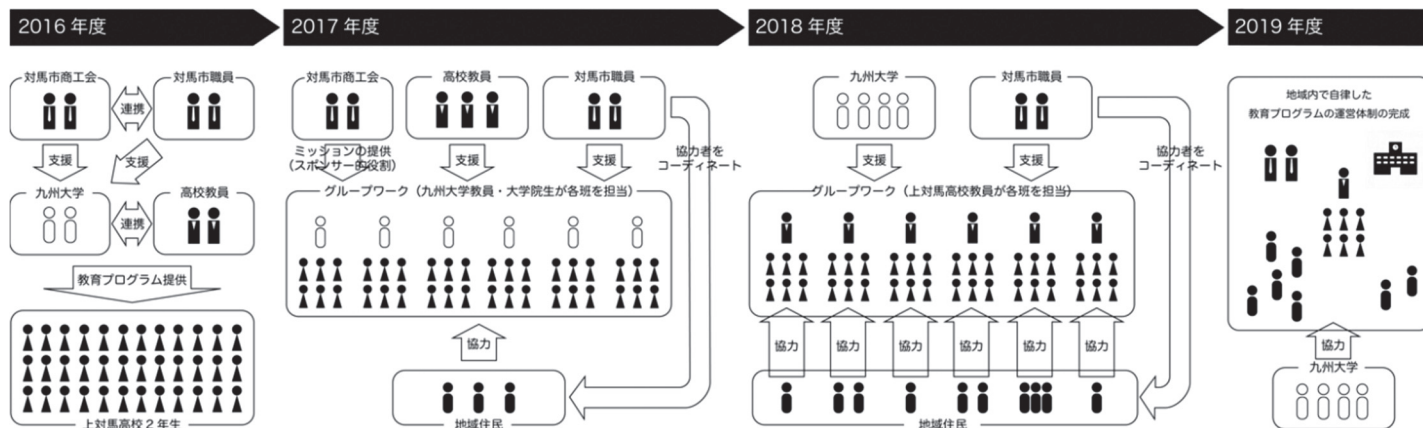 2016 年度
対馬市商工会
対馬市職員
連携
支援
支援
九州大学
高校教員
連携
教育プログラム提供
上対馬高校2年生
2017 年度
対馬市商工会
高校教員
対馬市職員
ミッションの提供
(スポンサー的役割)
支援
支援
協力者を
コーディネート
グループワーク（九州大学教員・大学院生が各班を担当）
協力
地域住民
2018 年度
九州大学
対馬市職員
支援
支援
協力者を
コーディネート
グループワーク（上対馬高校教員が各班を担当）
協力
協力
協力
協力
協力
協力
地域住民
2019 年度
地域内で自律した
教育プログラムの運営体制の完成
協力
九州大学